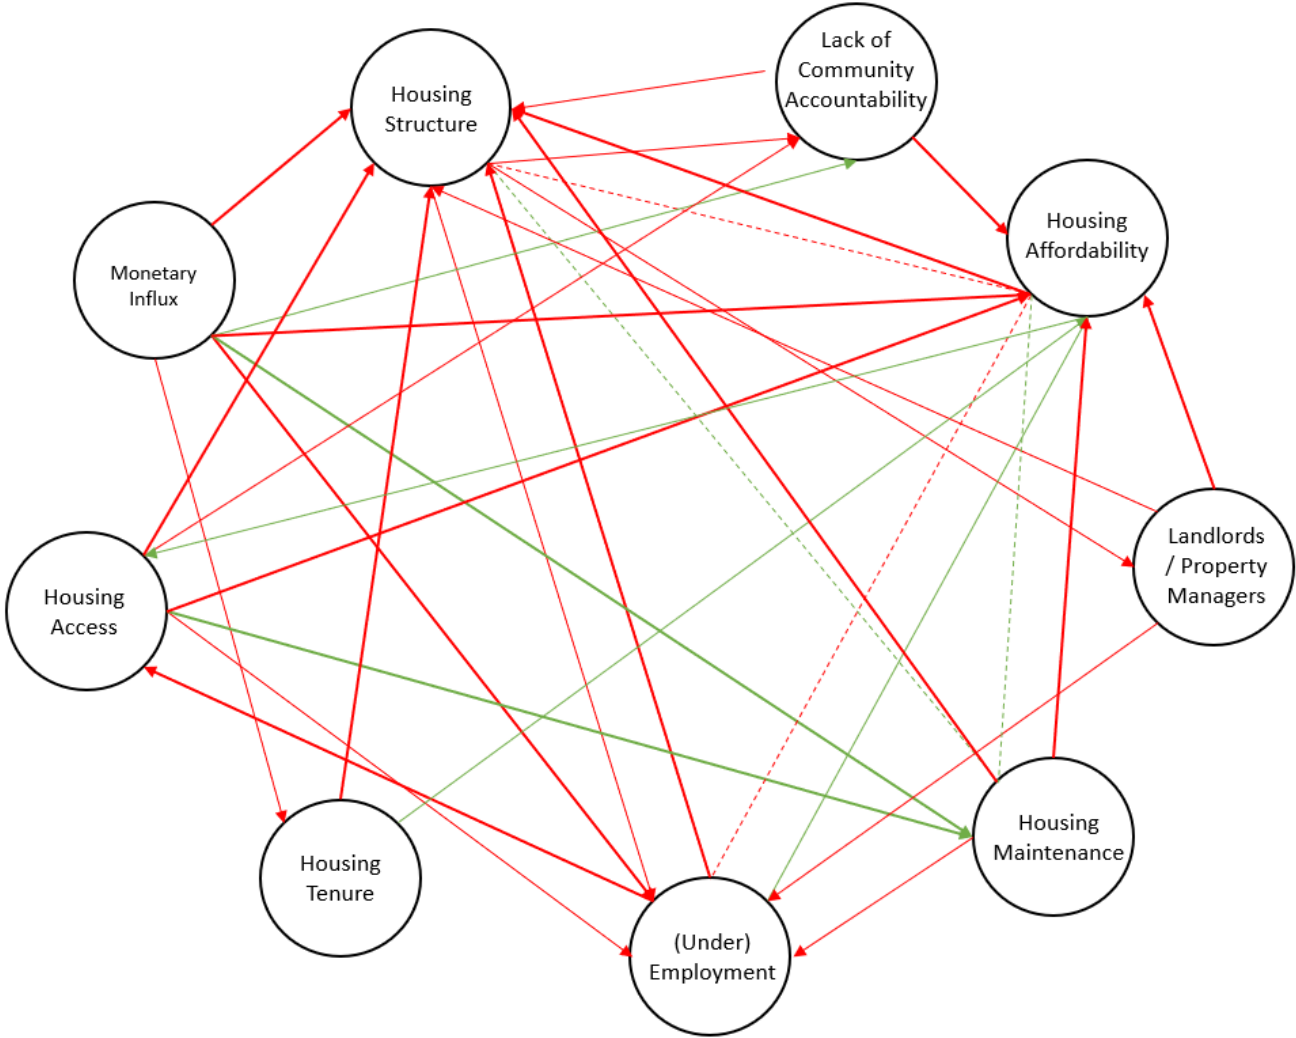 Lack of
Community
Accountability
Housing
Structure
Housing
Affordability
Monetary
Influx
Landlords
/ Property
Managers
Housing
Access
Housing
Maintenance
Housing
Tenure
(Under)
Employment